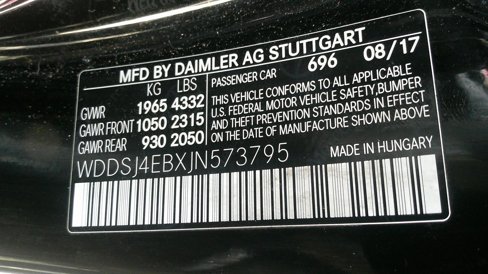 MFD BY DAIMLER AG STUTTGART
KG LBS
GVWR 1965 4332
GAWR FRONT 1050 2315
GAWR REAR 930 2050
PASSENGER CAR 696 08/17
THIS VEHICLE CONFORMS TO ALL APPLICABLE
U.S. FEDERAL MOTOR VEHICLE SAFETY,BUMPER
AND THEFT PREVENTION STANDARDS IN EFFECT
ON THE DATE OF MANUFACTURE SHOWN ABOVE.
WDDSJ4EBXJN573795
MADE IN HUNGARY